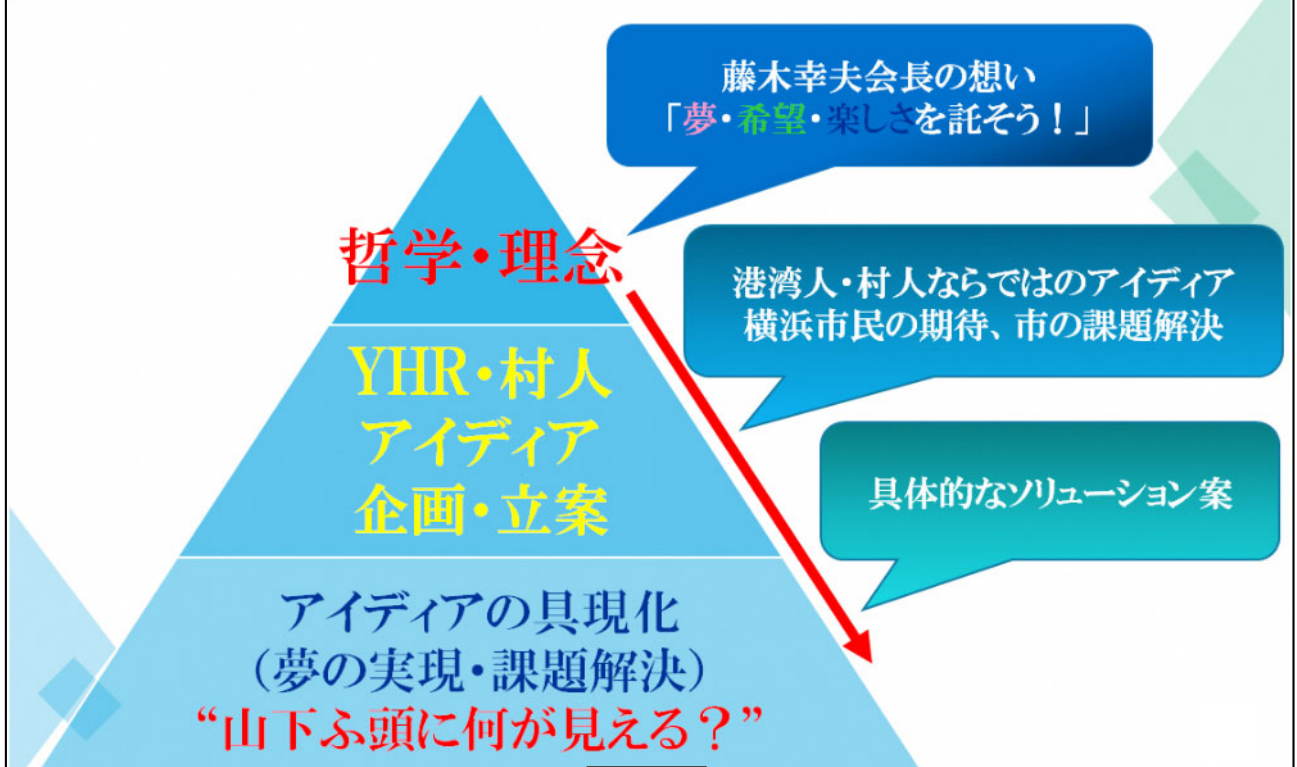 藤木幸夫会長の想い
「夢・希望・楽しさを託そう！」
哲学・理念
港湾人・村人ならではのアイディア
横浜市民の期待、市の課題解決
YHR・村人
アイディア
企画・立案
具体的なソリューション案
アイディアの具現化
（夢の実現・課題解決）
“山下ふ頭に何が見える？”